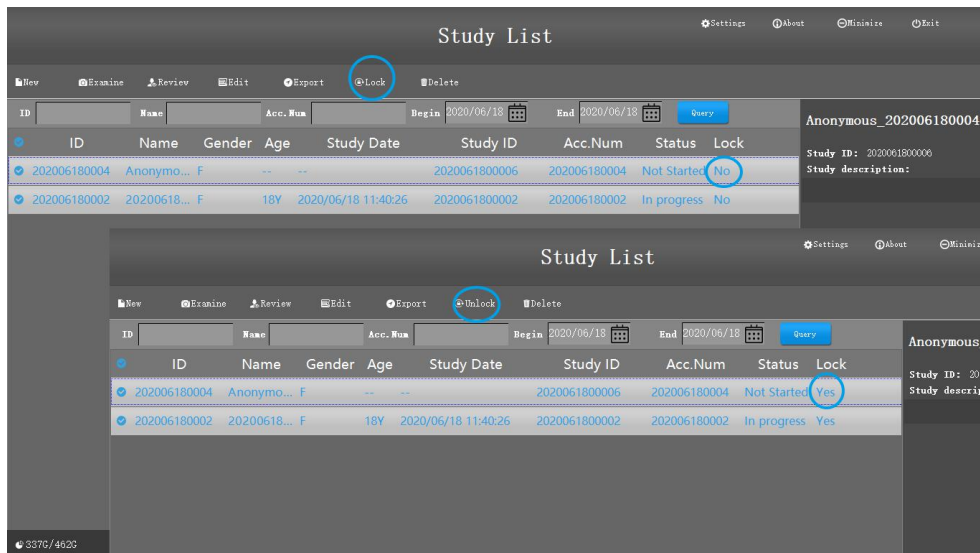 Study List
Settings About Minimize Exit
New Examine Review Edit Export Lock Delete
ID Name Acc.Num Begin 2020/06/18 End 2020/06/18 Query
ID Name Gender Age Study Date Study ID Acc.Num Status Lock
202006180004 Anonymo... F -- -- 2020061800006 202006180004 Not Started No
202006180002 20200618... F 18Y 2020/06/18 11:40:26 2020061800002 202006180002 In progress No
Anonymous_202006180004
Study ID: 2020061800006
Study description:
Study List
Settings About Minimiz
New Examine Review Edit Export Unlock Delete
ID Name Acc.Num Begin 2020/06/18 End 2020/06/18 Query
ID Name Gender Age Study Date Study ID Acc.Num Status Lock
202006180004 Anonymo... F -- -- 2020061800006 202006180004 Not Started Yes
202006180002 20200618... F 18Y 2020/06/18 11:40:26 2020061800002 202006180002 In progress Yes
Anonymous
Study ID: 20
Study descrip
337G/462G